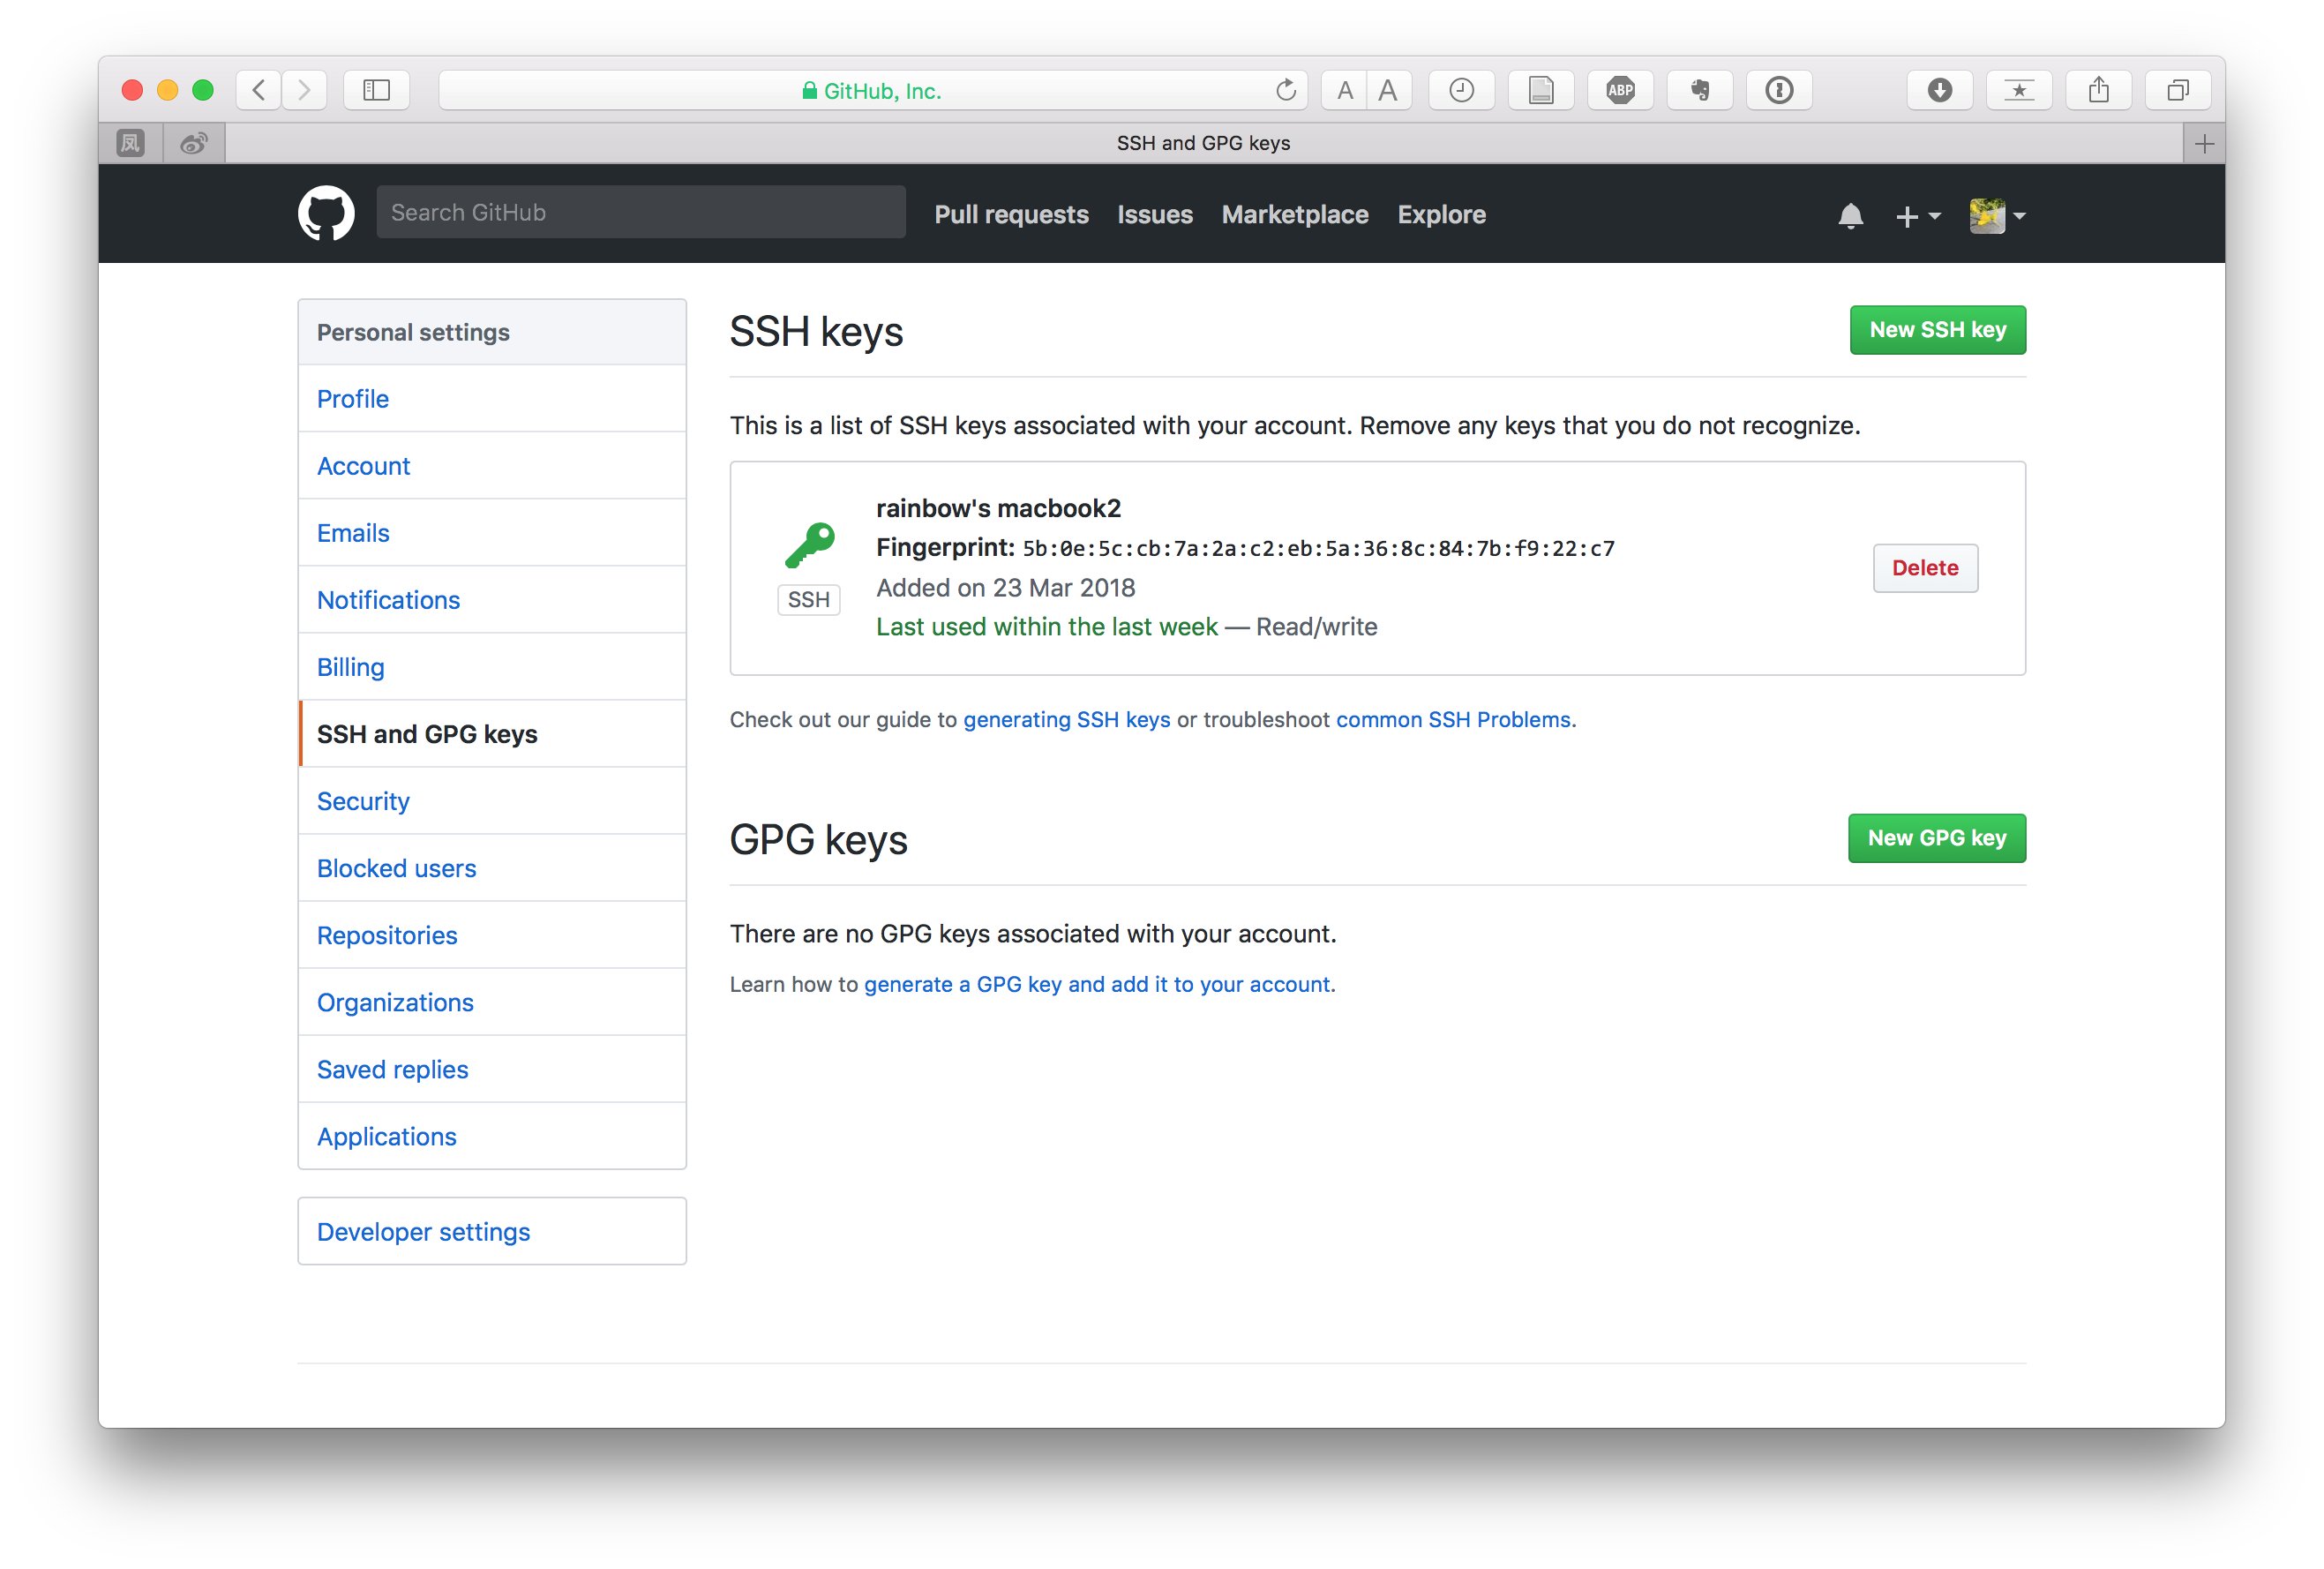 GitHub, Inc.
A A
ABP
凤
SSH and GPG keys
Search GitHub
Pull requests Issues Marketplace Explore
Personal settings
Profile
Account
Emails
Notifications
Billing
SSH and GPG keys
Security
Blocked users
Repositories
Organizations
Saved replies
Applications
Developer settings
SSH keys
New SSH key
This is a list of SSH keys associated with your account. Remove any keys that you do not recognize.
SSH
rainbow's macbook2
Fingerprint: 5b:0e:5c:cb:7a:2a:c2:eb:5a:36:8c:84:7b:f9:22:c7
Added on 23 Mar 2018
Last used within the last week — Read/write
Delete
Check out our guide to generating SSH keys or troubleshoot common SSH Problems.
GPG keys
New GPG key
There are no GPG keys associated with your account.
Learn how to generate a GPG key and add it to your account.